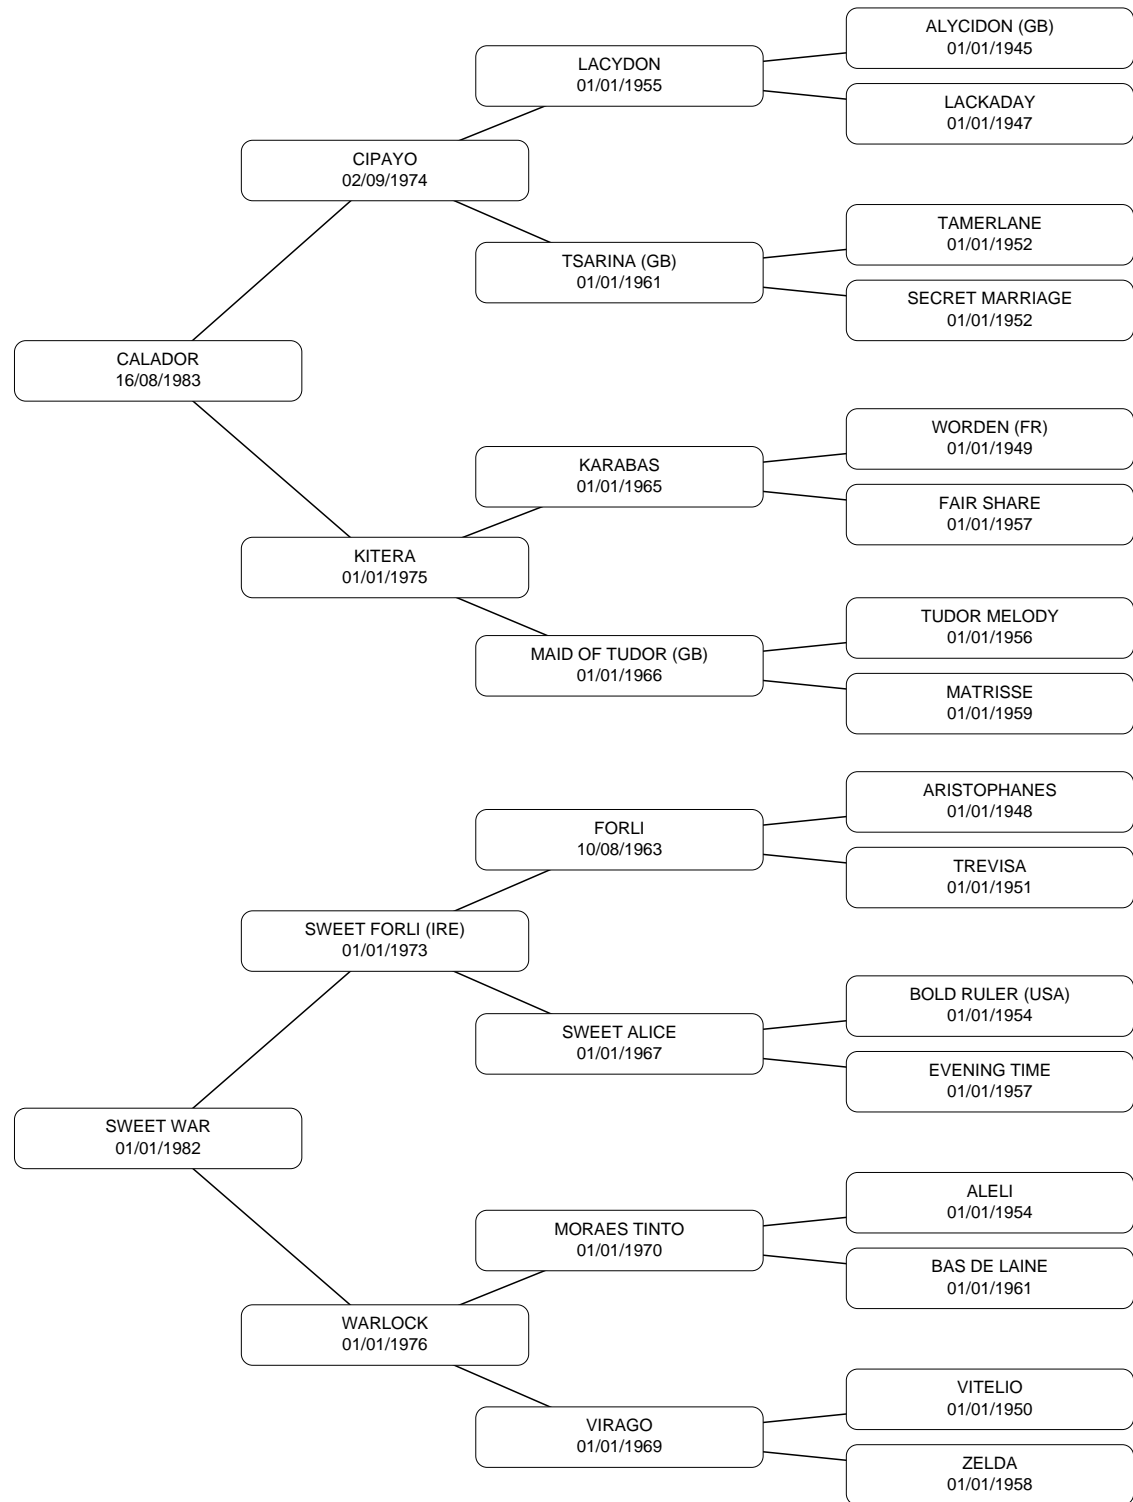 ALYCIDON (GB)
01/01/1945
LACYDON
01/01/1955
LACKADAY
01/01/1947
CIPAYO
02/09/1974
TAMERLANE
01/01/1952
TSARINA (GB)
01/01/1961
SECRET MARRIAGE
01/01/1952
CALADOR
16/08/1983
WORDEN (FR)
01/01/1949
KARABAS
01/01/1965
FAIR SHARE
01/01/1957
KITERA
01/01/1975
TUDOR MELODY
01/01/1956
MAID OF TUDOR (GB)
01/01/1966
MATRISSE
01/01/1959
ARISTOPHANES
01/01/1948
FORLI
10/08/1963
TREVISA
01/01/1951
SWEET FORLI (IRE)
01/01/1973
BOLD RULER (USA)
01/01/1954
SWEET ALICE
01/01/1967
EVENING TIME
01/01/1957
SWEET WAR
01/01/1982
ALELI
01/01/1954
MORAES TINTO
01/01/1970
BAS DE LAINE
01/01/1961
WARLOCK
01/01/1976
VITELIO
01/01/1950
VIRAGO
01/01/1969
ZELDA
01/01/1958